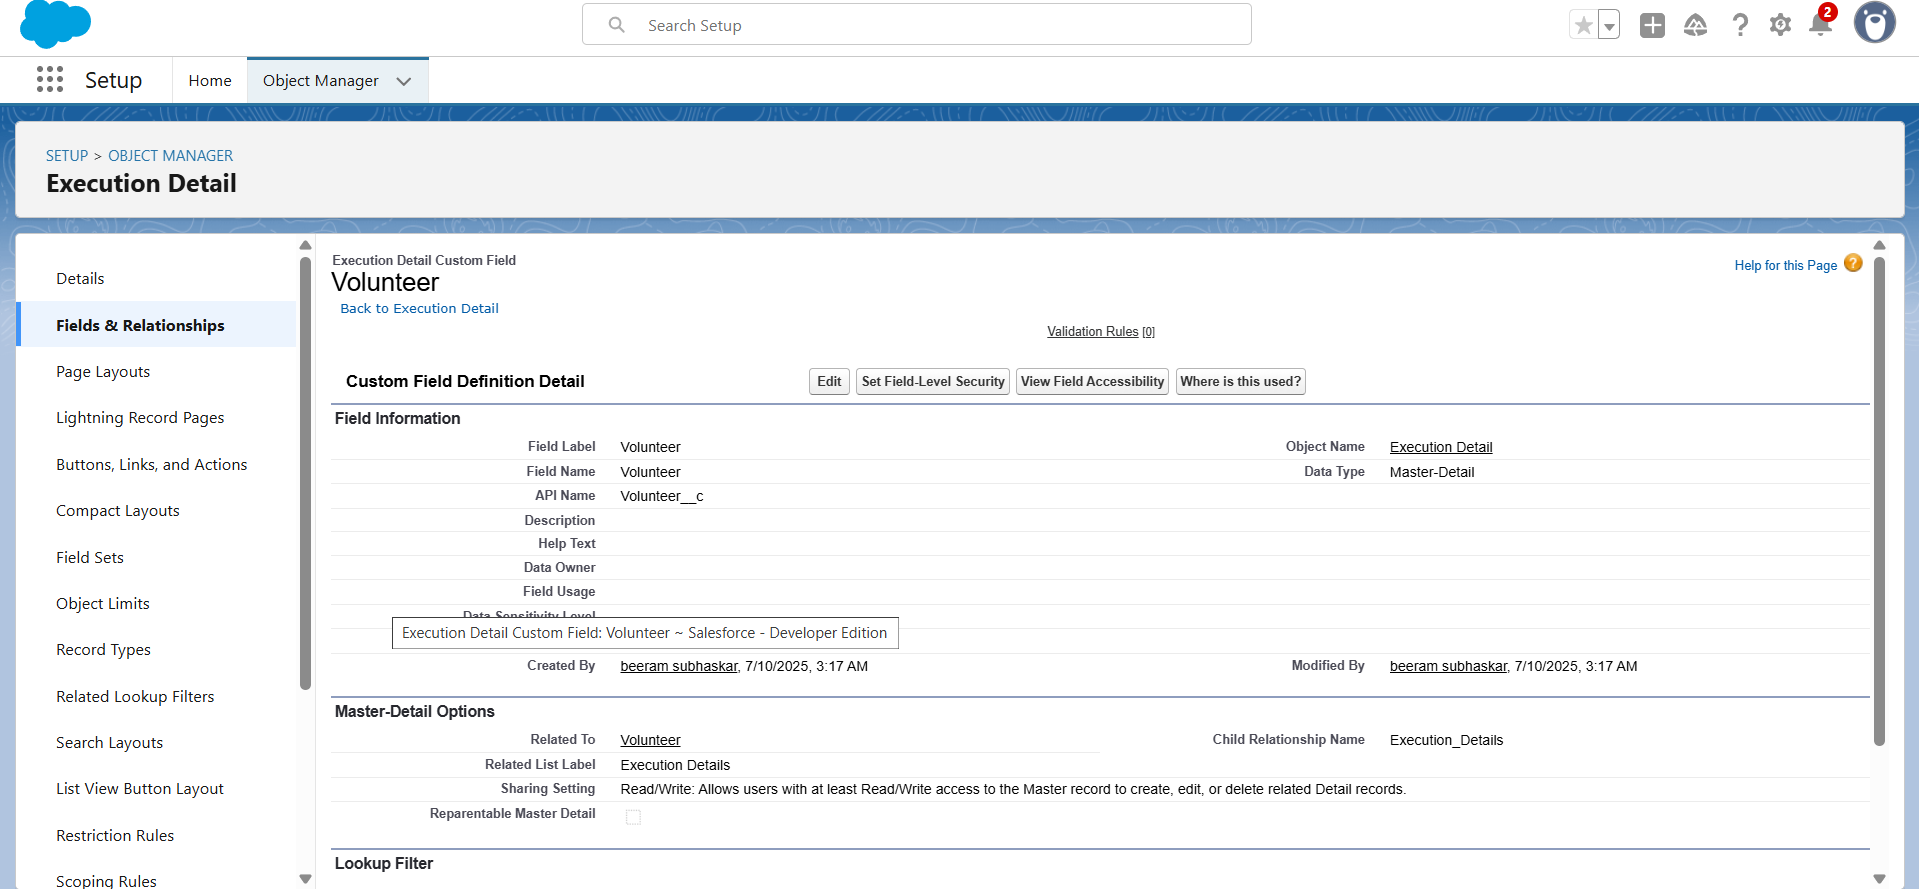 Search Setup
2
Setup
Home
Object Manager
SETUP > OBJECT MANAGER
Execution Detail
Details
Fields & Relationships
Page Layouts
Lightning Record Pages
Buttons, Links, and Actions
Compact Layouts
Field Sets
Object Limits
Record Types
Related Lookup Filters
Search Layouts
List View Button Layout
Restriction Rules
Scoping Rules
Execution Detail Custom Field
Volunteer
Back to Execution Detail
Help for this Page ?
Validation Rules [0]
Custom Field Definition Detail
Edit
Set Field-Level Security
View Field Accessibility
Where is this used?
Field Information
Field Label Volunteer Object Name Execution Detail
Field Name Volunteer Data Type Master-Detail
API Name Volunteer__c
Description
Help Text
Data Owner
Field Usage
Data Sensitivity Level
Execution Detail Custom Field: Volunteer ~ Salesforce - Developer Edition
Created By beeram subhaskar, 7/10/2025, 3:17 AM Modified By beeram subhaskar, 7/10/2025, 3:17 AM
Master-Detail Options
Related To Volunteer Child Relationship Name Execution_Details
Related List Label Execution Details
Sharing Setting Read/Write: Allows users with at least Read/Write access to the Master record to create, edit, or delete related Detail records.
Reparentable Master Detail
Lookup Filter